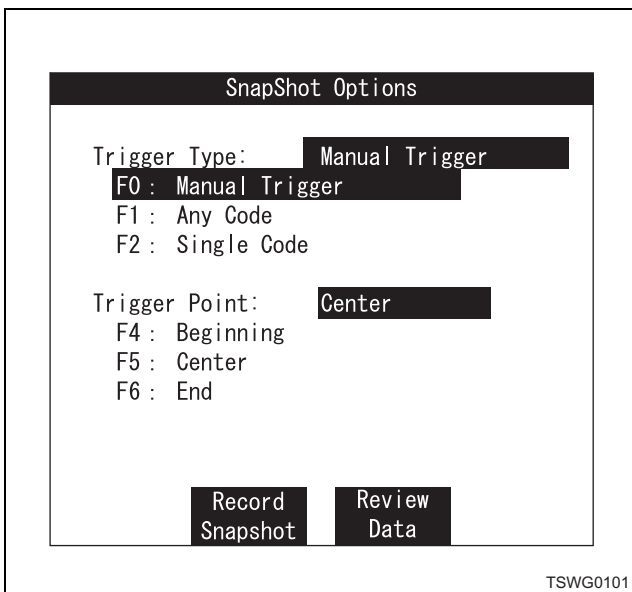 SnapShot Options
Trigger Type: Manual Trigger
F0 : Manual Trigger
F1 : Any Code
F2 : Single Code
Trigger Point: Center
F4 : Beginning
F5 : Center
F6 : End
Record Review
Snapshot Data
TSWG0101